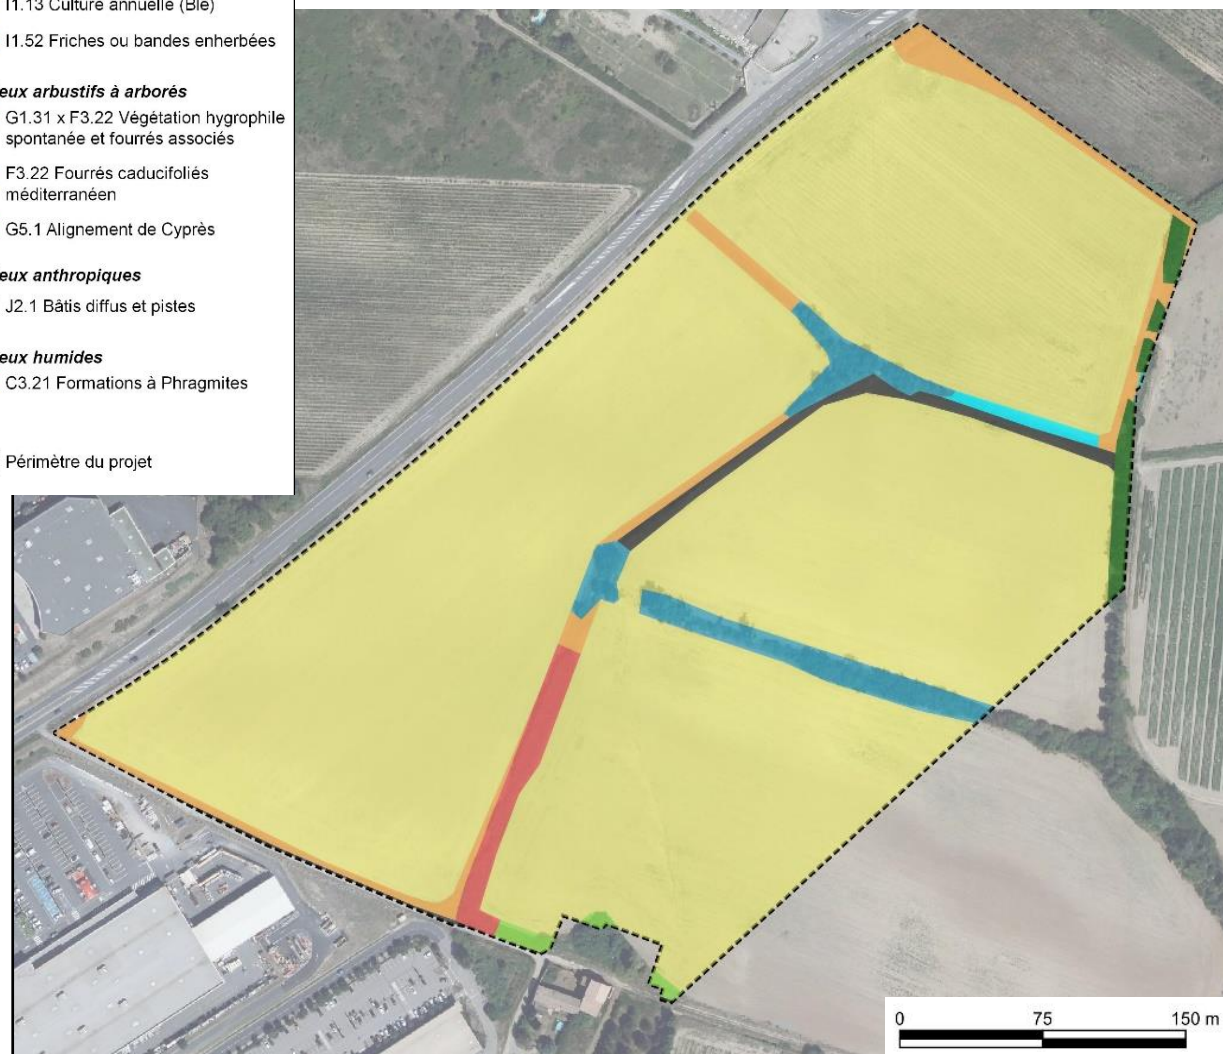 I1.13 Culture annuelle (Blé)
I1.52 Friches ou bandes enherbées
eux arbustifs à arborés
G1.31 x F3.22 Végétation hygrophile
spontanée et fourrés associés
F3.22 Fourrés caducifoliés
méditerranéen
G5.1 Alignement de Cyprès
eux anthropiques
J2.1 Bâtis diffus et pistes
eux humides
C3.21 Formations à Phragmites
Périmètre du projet
0 75 150 m